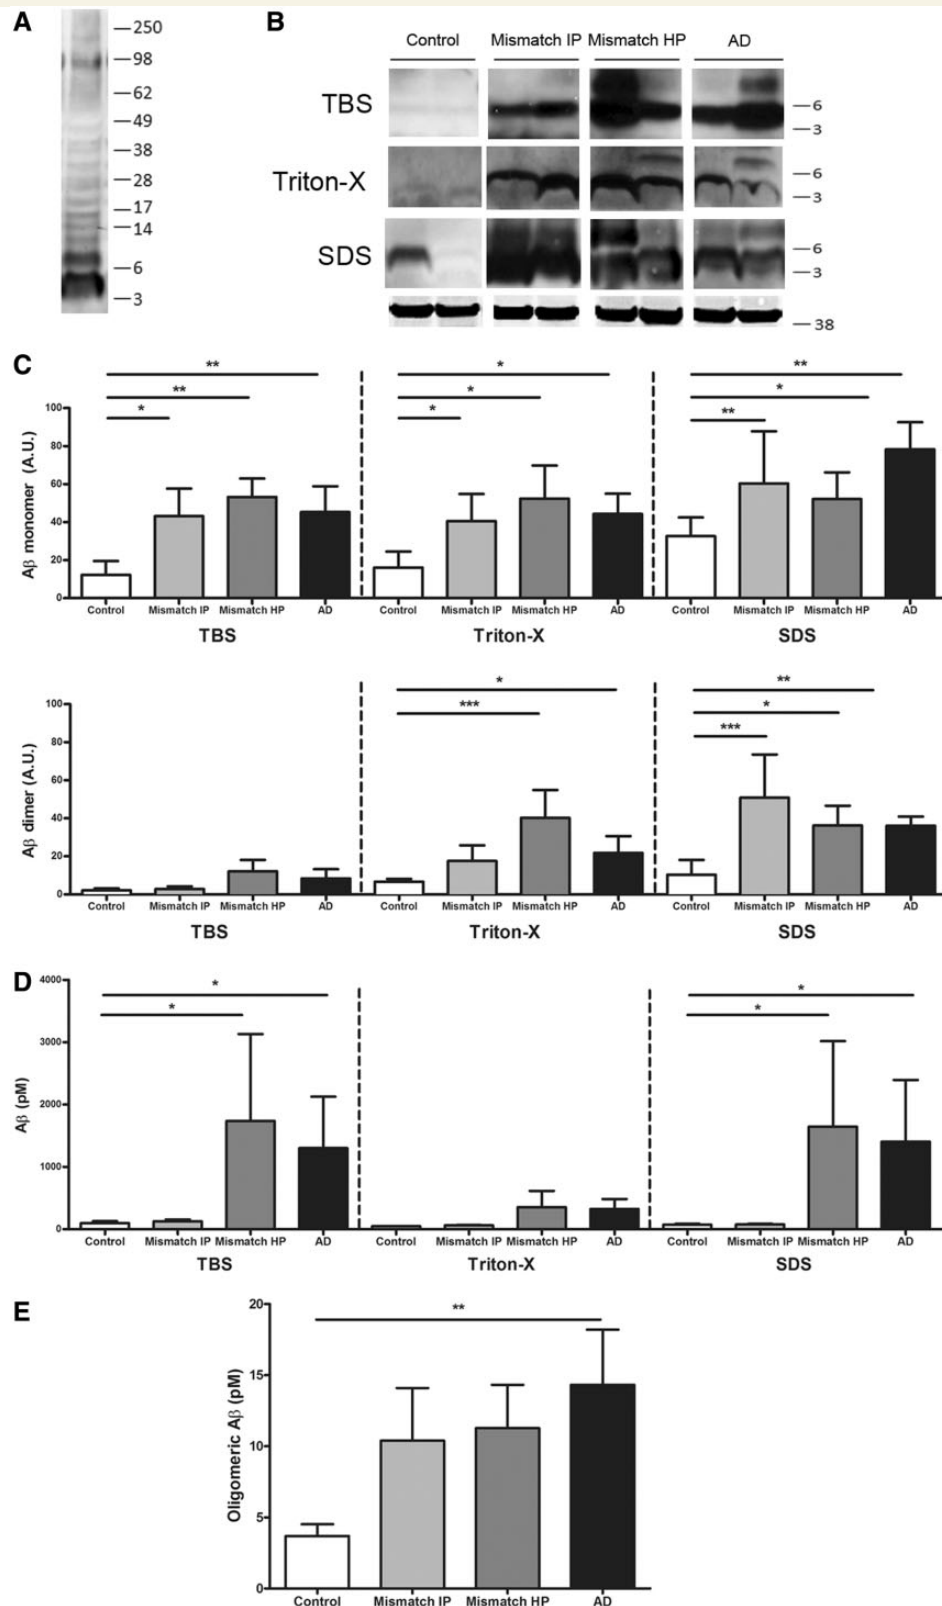 A
250
98
62
49
38
28
17
14
6
3
B
Control Mismatch IP Mismatch HP AD
TBS
6
3
Triton-X
6
3
SDS
6
3
38
C
** * **
** * *
* * **
Aβ monomer (A.U.)
100
80
60
40
20
0
Control Mismatch IP Mismatch HP AD Control Mismatch IP Mismatch HP AD Control Mismatch IP Mismatch HP AD
TBS Triton-X SDS
* **
*** *
***
Aβ dimer (A.U.)
100
80
60
40
20
0
Control Mismatch IP Mismatch HP AD Control Mismatch IP Mismatch HP AD Control Mismatch IP Mismatch HP AD
TBS Triton-X SDS
D
* *
* *
Aβ (pM)
4000
3000
2000
1000
0
Control Mismatch IP Mismatch HP AD Control Mismatch IP Mismatch HP AD Control Mismatch IP Mismatch HP AD
TBS Triton-X SDS
E
**
Oligomeric Aβ (pM)
20
15
10
5
0
Control Mismatch IP Mismatch HP AD